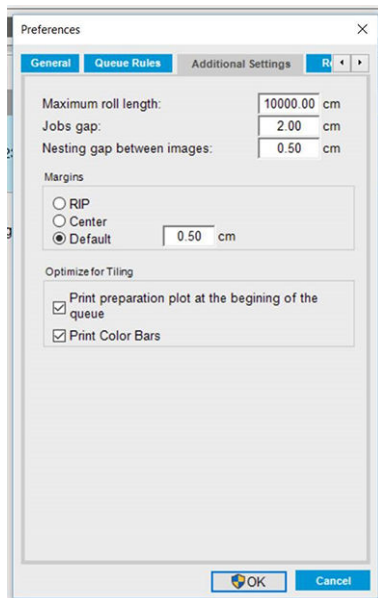 Preferences
General Queue Rules Additional Settings
Maximum roll length: 10000.00 cm
Jobs gap: 2.00 cm
Nesting gap between images: 0.50 cm
Margins
RIP
Center
Default 0.50 cm
Optimize for Tiling
Print preparation plot at the begining of the
queue
Print Color Bars
OK Cancel